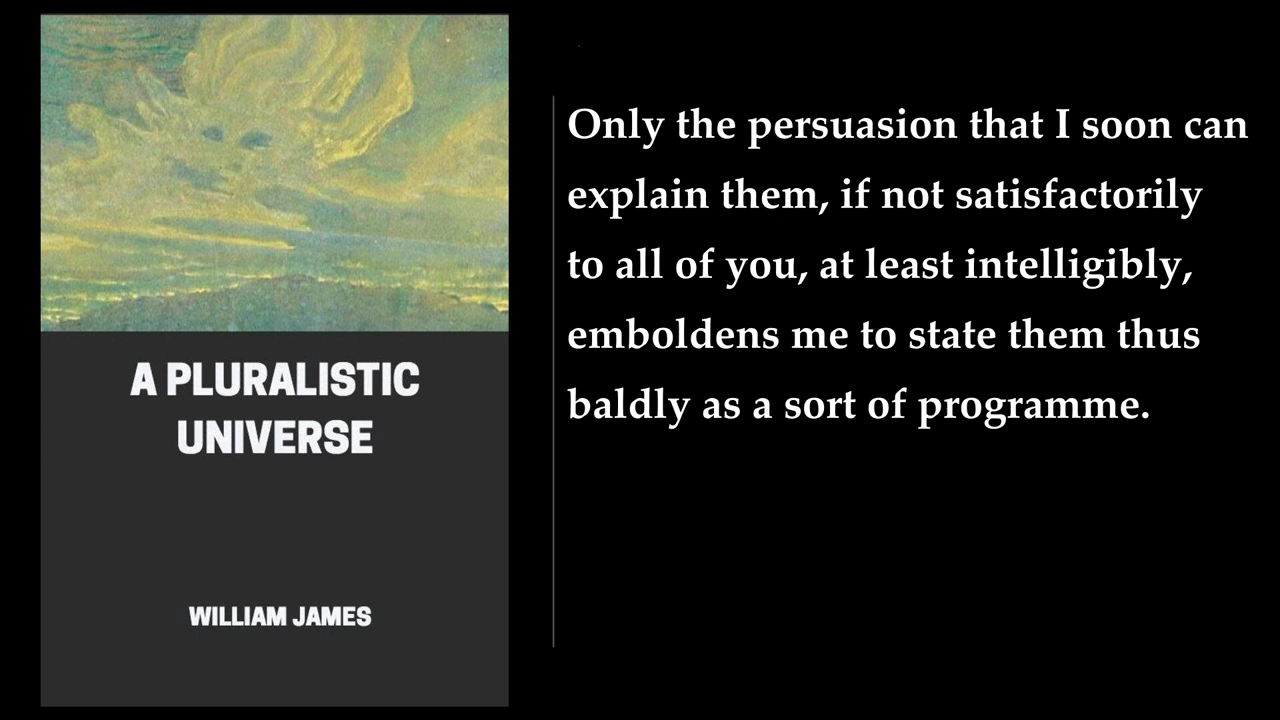 A PLURALISTIC
UNIVERSE
WILLIAM JAMES
Only the persuasion that I soon can
explain them, if not satisfactorily
to all of you, at least intelligibly,
emboldens me to state them thus
baldly as a sort of programme.